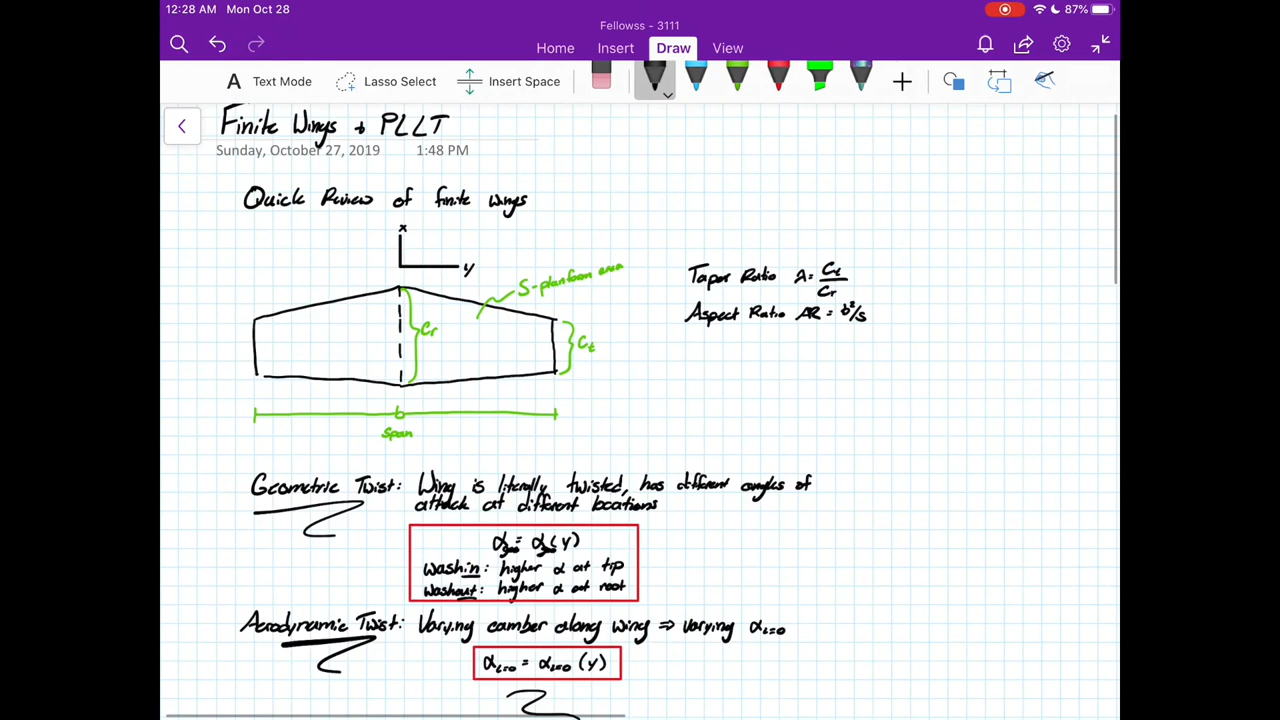 12:28 AM Mon Oct 28
87%
Fellowss - 3111
Home Insert Draw View
A Text Mode Lasso Select Insert Space
Finite Wings + PLLT
Sunday, October 27, 2019 1:48 PM
Quick Review of finite wings
x
y
S-planform area
Cr
Ct
b
span
Taper Ratio λ = Ct/Cr
Aspect Ratio AR = b²/s
Geometric Twist: Wing is literally twisted, has different angles of
attack at different locations
(y)
washin: higher α at tip
washout: higher α at root
Aerodynamic Twist: Varying camber along wing ⇒ varying αL=0
αL=0 = αL=0 (y)